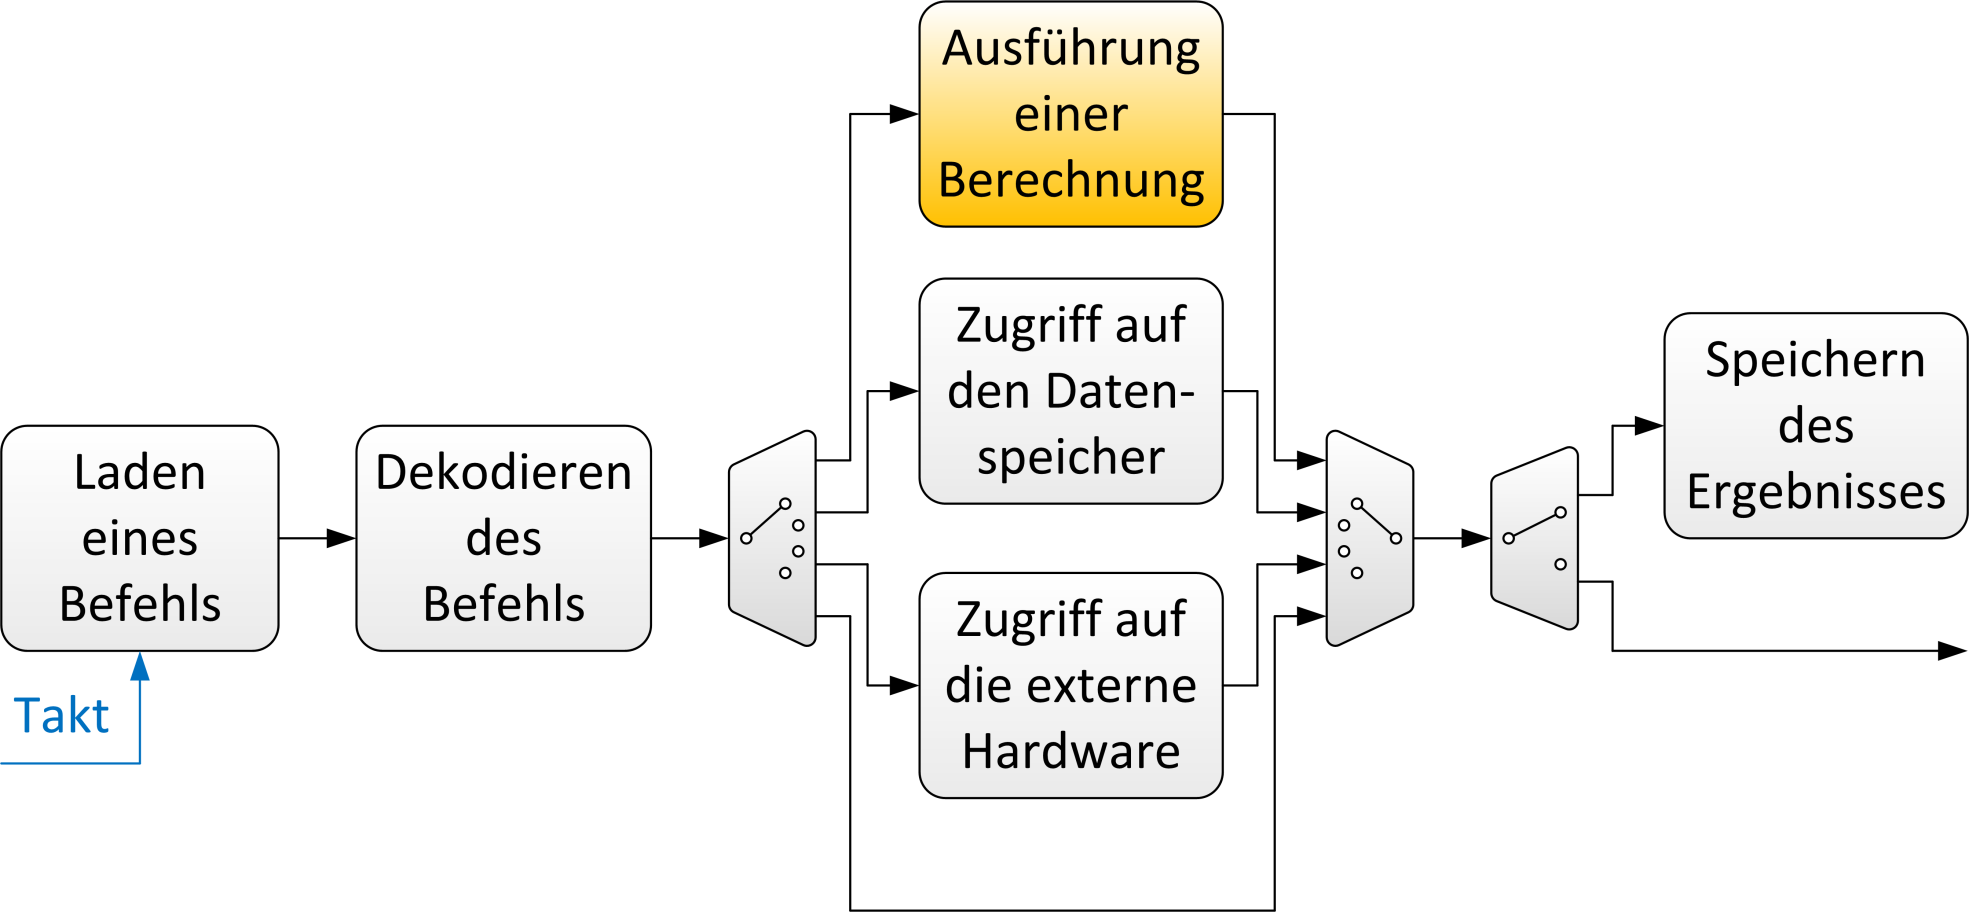 Ausführung
einer
Berechnung
Zugriff auf
den Daten-
speicher
Speichern
des
Ergebnisses
Laden
eines
Befehls
Dekodieren
des
Befehls
Zugriff auf
die externe
Hardware
Takt